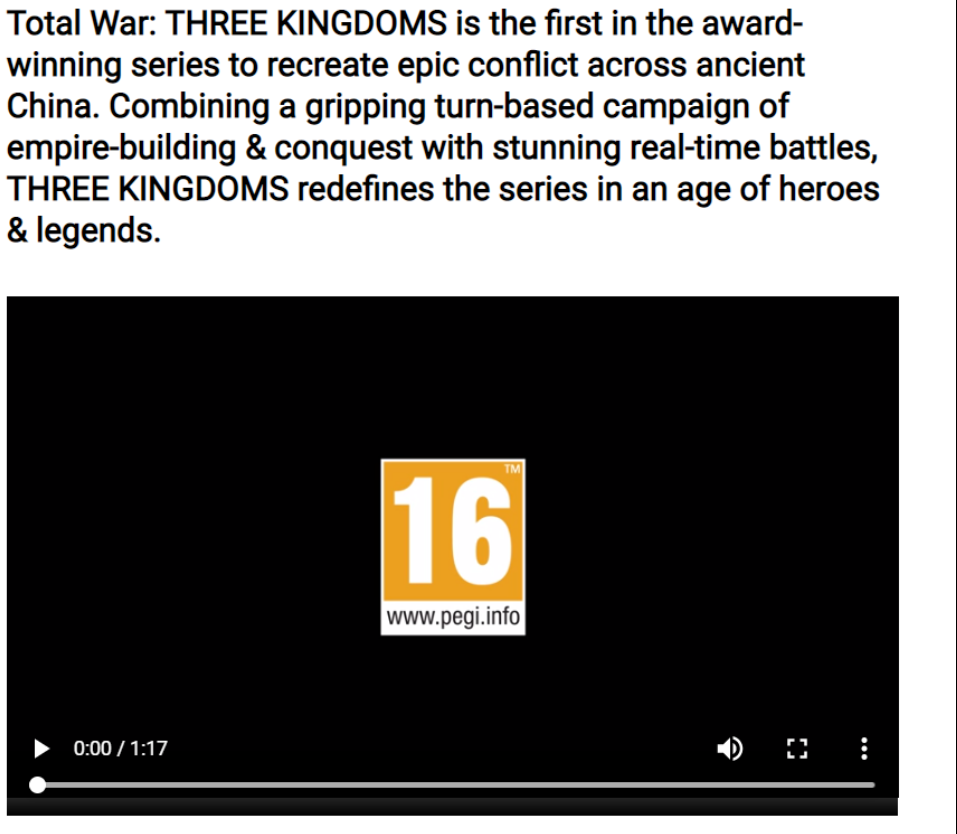 Total War: THREE KINGDOMS is the first in the award-
winning series to recreate epic conflict across ancient
China. Combining a gripping turn-based campaign of
empire-building & conquest with stunning real-time battles,
THREE KINGDOMS redefines the series in an age of heroes
& legends.
TM
16
www.pegi.info
0:00 / 1:17